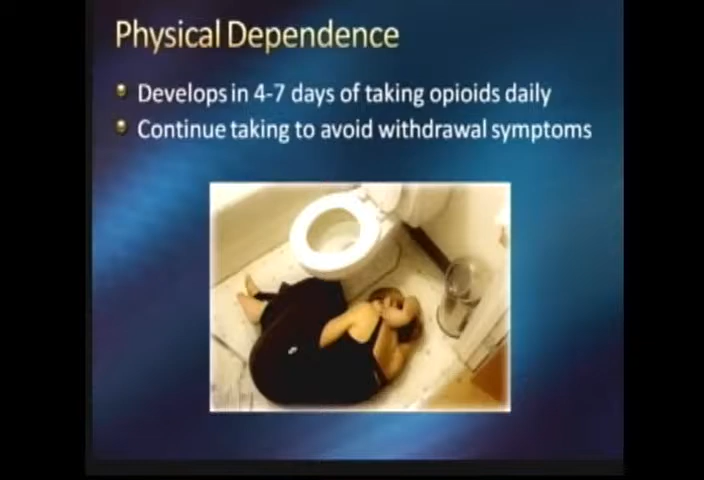 Physical Dependence
Develops in 4-7 days of taking opioids daily
Continue taking to avoid withdrawal symptoms